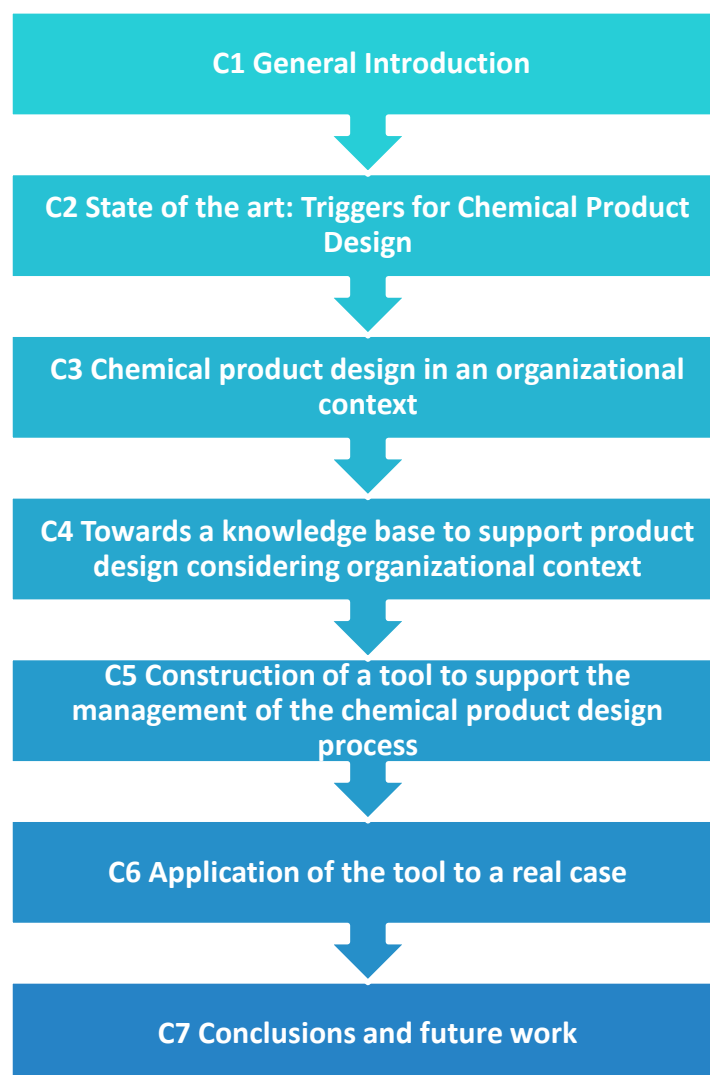 C1 General Introduction
C2 State of the art: Triggers for Chemical Product
Design
C3 Chemical product design in an organizational
context
C4 Towards a knowledge base to support product
design considering organizational context
C5 Construction of a tool to support the
management of the chemical product design
process
C6 Application of the tool to a real case
C7 Conclusions and future work